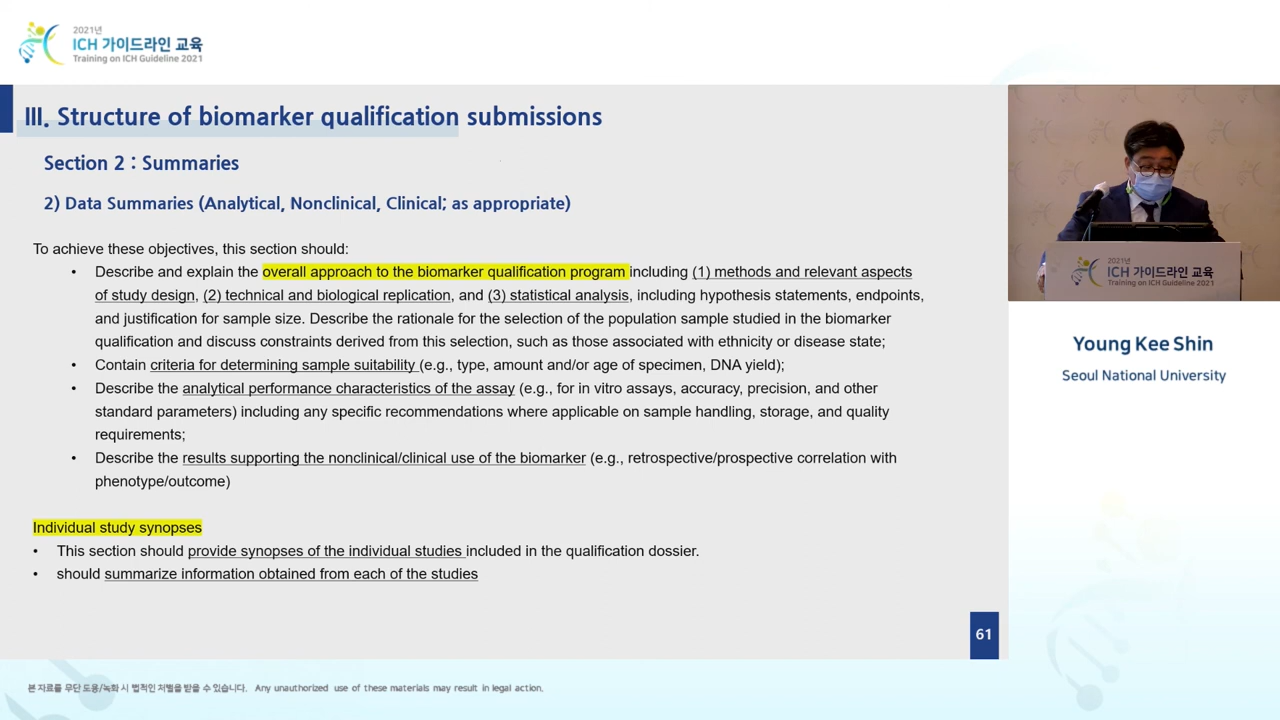 2021년
ICH 가이드라인 교육
Training on ICH Guideline 2021
III. Structure of biomarker qualification submissions
Section 2 : Summaries
2) Data Summaries (Analytical, Nonclinical, Clinical; as appropriate)
To achieve these objectives, this section should:
• Describe and explain the overall approach to the biomarker qualification program including (1) methods and relevant aspects
of study design, (2) technical and biological replication, and (3) statistical analysis, including hypothesis statements, endpoints,
and justification for sample size. Describe the rationale for the selection of the population sample studied in the biomarker
qualification and discuss constraints derived from this selection, such as those associated with ethnicity or disease state;
• Contain criteria for determining sample suitability (e.g., type, amount and/or age of specimen, DNA yield);
• Describe the analytical performance characteristics of the assay (e.g., for in vitro assays, accuracy, precision, and other
standard parameters) including any specific recommendations where applicable on sample handling, storage, and quality
requirements;
• Describe the results supporting the nonclinical/clinical use of the biomarker (e.g., retrospective/prospective correlation with
phenotype/outcome)
Individual study synopses
• This section should provide synopses of the individual studies included in the qualification dossier.
• should summarize information obtained from each of the studies
61
2021년
ICH 가이드라인 교육
Training on ICH Guideline 2021
Young Kee Shin
Seoul National University
본 자료를 무단 도용/녹화 시 법적인 처벌을 받을 수 있습니다. Any unauthorized use of these materials may result in legal action.